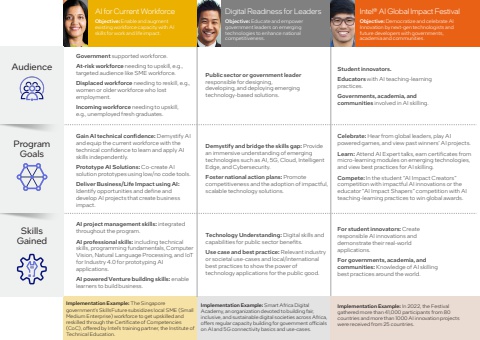 AI for Current Workforce
Objective: Enable and augment
existing workforce capacity with AI
skills for work and life impact
Digital Readiness for Leaders
Objective: Educate and empower
government leaders on emerging
technologies to enhance national
competitiveness.
Intel® AI Global Impact Festival
Objective: Demonstrate and celebrate AI
innovation by next-gen technologists and
future developers with governments,
academia and communities.
Audience
Government supported workforce.
At-risk workforce needing to upskill, e.g.,
targeted audience like SME workforce.
Displaced workforce needing to reskill, e.g.,
women or older workforce who lost
employment.
Incoming workforce needing to upskill,
e.g., unemployed fresh graduates.
Public sector or government leader
responsible for designing,
developing, and deploying emerging
technology-based solutions.
Student innovators.
Educators with AI teaching-learning
practices.
Governments, academia, and
communities involved in AI skilling.
Program
Goals
Gain AI technical confidence: Demystify AI
and equip the current workforce with the
technical confidence to learn and apply AI
skills independently.
Prototype AI Solutions: Co-create AI
solution prototypes using low/no code tools.
Deliver Business/Life Impact using AI:
Identify opportunities and define and
develop AI projects that create business
impact.
Demystify and bridge the skills gap: Provide
an immersive understanding of emerging
technologies such as AI, 5G, Cloud, Intelligent
Edge, and Cybersecurity.
Foster national action plans: Promote
competitiveness and the adoption of impactful,
scalable technology solutions.
Celebrate: Hear from global leaders, play AI
powered games, and view past winners' AI projects.
Learn: Attend AI Expert talks, earn certificates from
micro-learning modules on emerging technologies,
and view best practices for AI skilling.
Compete: In the student "AI Impact Creators"
competition with impactful AI innovations or the
educator "AI Impact Shapers" competition with AI
teaching-learning practices to win global awards.
Skills
Gained
AI project management skills: integrated
throughout the program.
AI professional skills: including technical
skills, programming fundamentals, Computer
Vision, Natural Language Processing, and IoT
for Industry 4.0 for prototyping AI
applications.
AI powered Venture building skills: enable
learners to build business.
Technology Understanding: Digital skills and
capabilities for public sector benefits.
Use case and best practice: Relevant industry
or societal use cases and local/international
best practices to show the power of
technology applications for the public good.
For student innovators: Create
responsible AI innovations and
demonstrate their real-world
applications.
For governments, academia, and
communities: Knowledge of AI skilling
best practices around the world.
Implementation Example: The Singapore
government's SkillsFuture subsidizes local SME (Small
Medium Enterprise) workforce to get upskilled and
reskilled through the Certificate of Competencies
(CoC), offered by Intel's training partner, the Institute of
Technical Education.
Implementation Example: Smart Africa Digital
Academy, an organization devoted to building fair,
inclusive, and sustainable digital societies across Africa,
offers regular capacity building for government officials
on AI and 5G connectivity basics and use-cases.
Implementation Example: In 2022, the Festival
gathered more than 41,000 participants from 80
countries and more than 1000 AI innovation projects
were received from 25 countries.